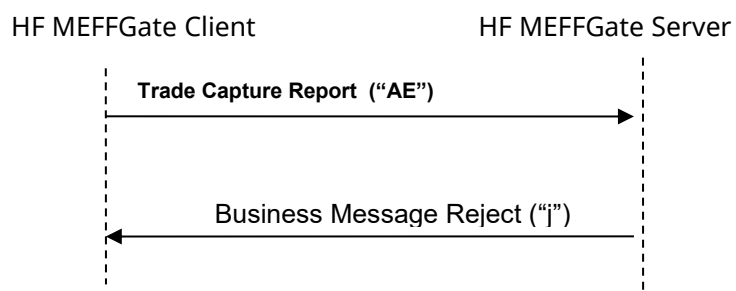 HF MEFFGate Client HF MEFFGate Server
Trade Capture Report (“AE”)
Business Message Reject (“j”)